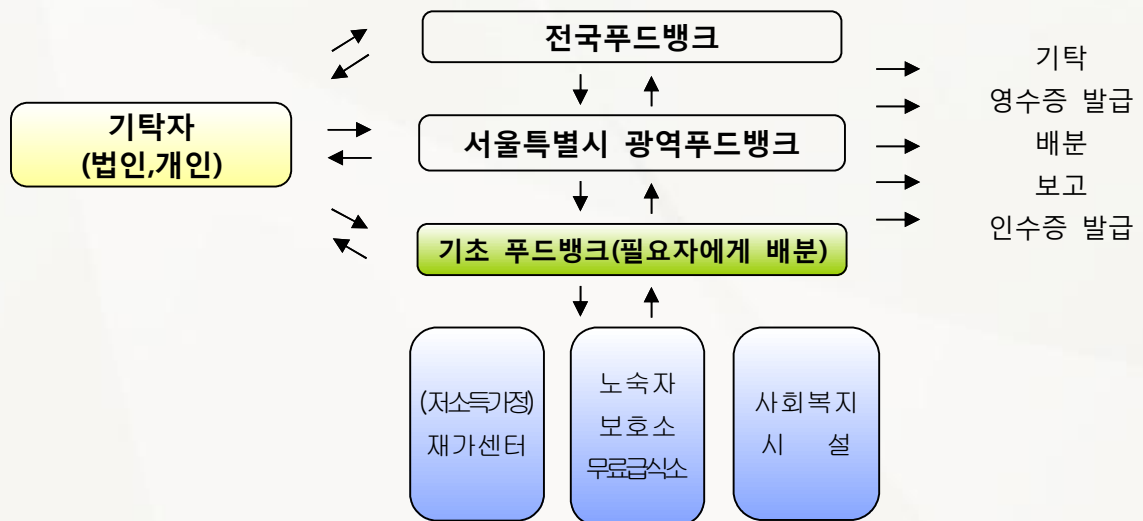 전국푸드뱅크
기탁자
(법인,개인)
서울특별시 광역푸드뱅크
기초 푸드뱅크(필요자에게 배분)
(저소득가정)
재가센터
노숙자
보호소
무료급식소
사회복지
시 설
기탁
영수증 발급
배분
보고
인수증 발급